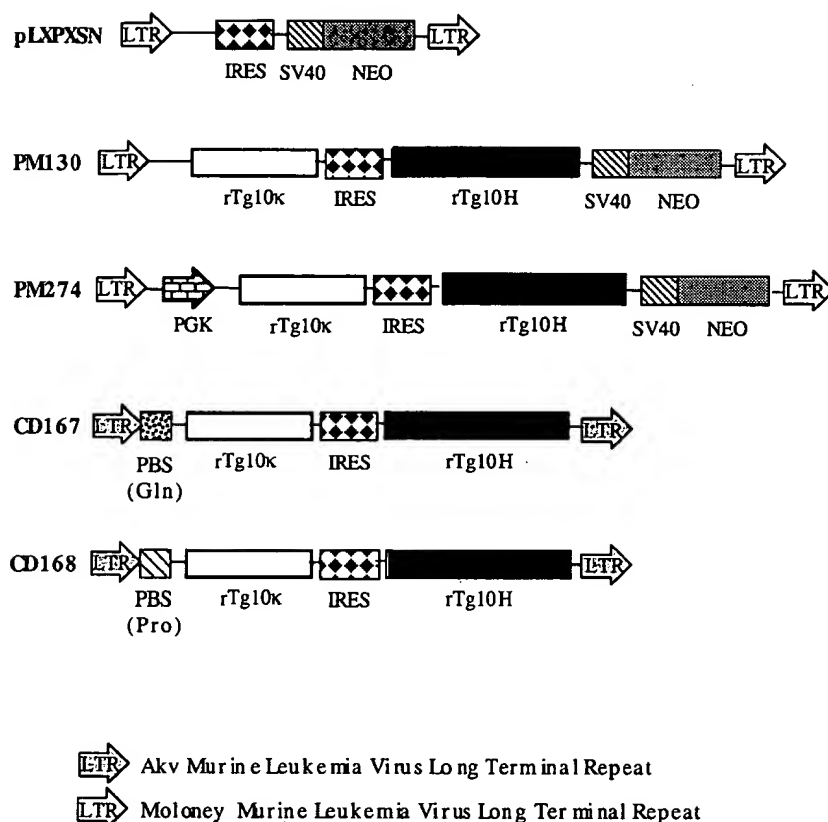 pLXPXSN LTR LTR
IRES SV40 NEO
PM130 LTR LTR
rTg10κ IRES rTg10H SV40 NEO
PM274 LTR LTR
PGK rTg10κ IRES rTg10H SV40 NEO
CD167 LTR LTR
PBS rTg10κ IRES rTg10H
(Gln)
CD168 LTR LTR
PBS rTg10κ IRES rTg10H
(Pro)
LTR Akv Murine Leukemia Virus Long Terminal Repeat
LTR Moloney Murine Leukemia Virus Long Terminal Repeat